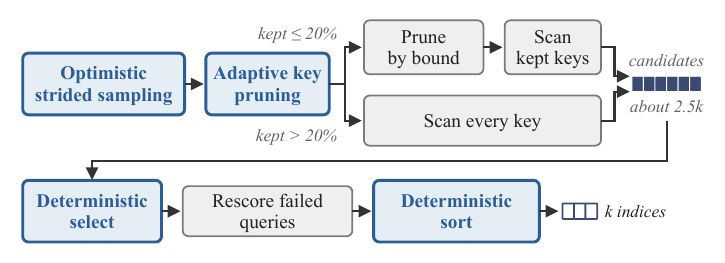 Optimistic
strided sampling
Adaptive key
pruning
kept ≤ 20%
Prune
by bound
Scan
kept keys
kept > 20%
Scan every key
candidates
about 2.5k
Deterministic
select
Rescore failed
queries
Deterministic
sort
k indices